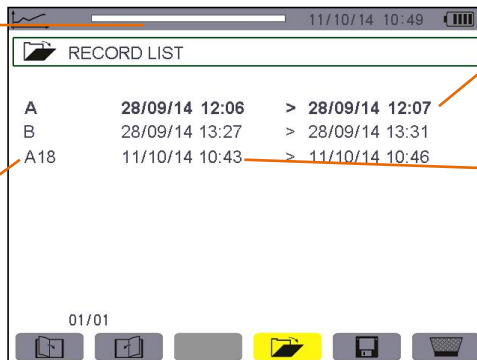 11/10/14 10:49
RECORD LIST
A 28/09/14 12:06 > 28/09/14 12:07
B 28/09/14 13:27 > 28/09/14 13:31
A18 11/10/14 10:43 > 11/10/14 10:46
01/01